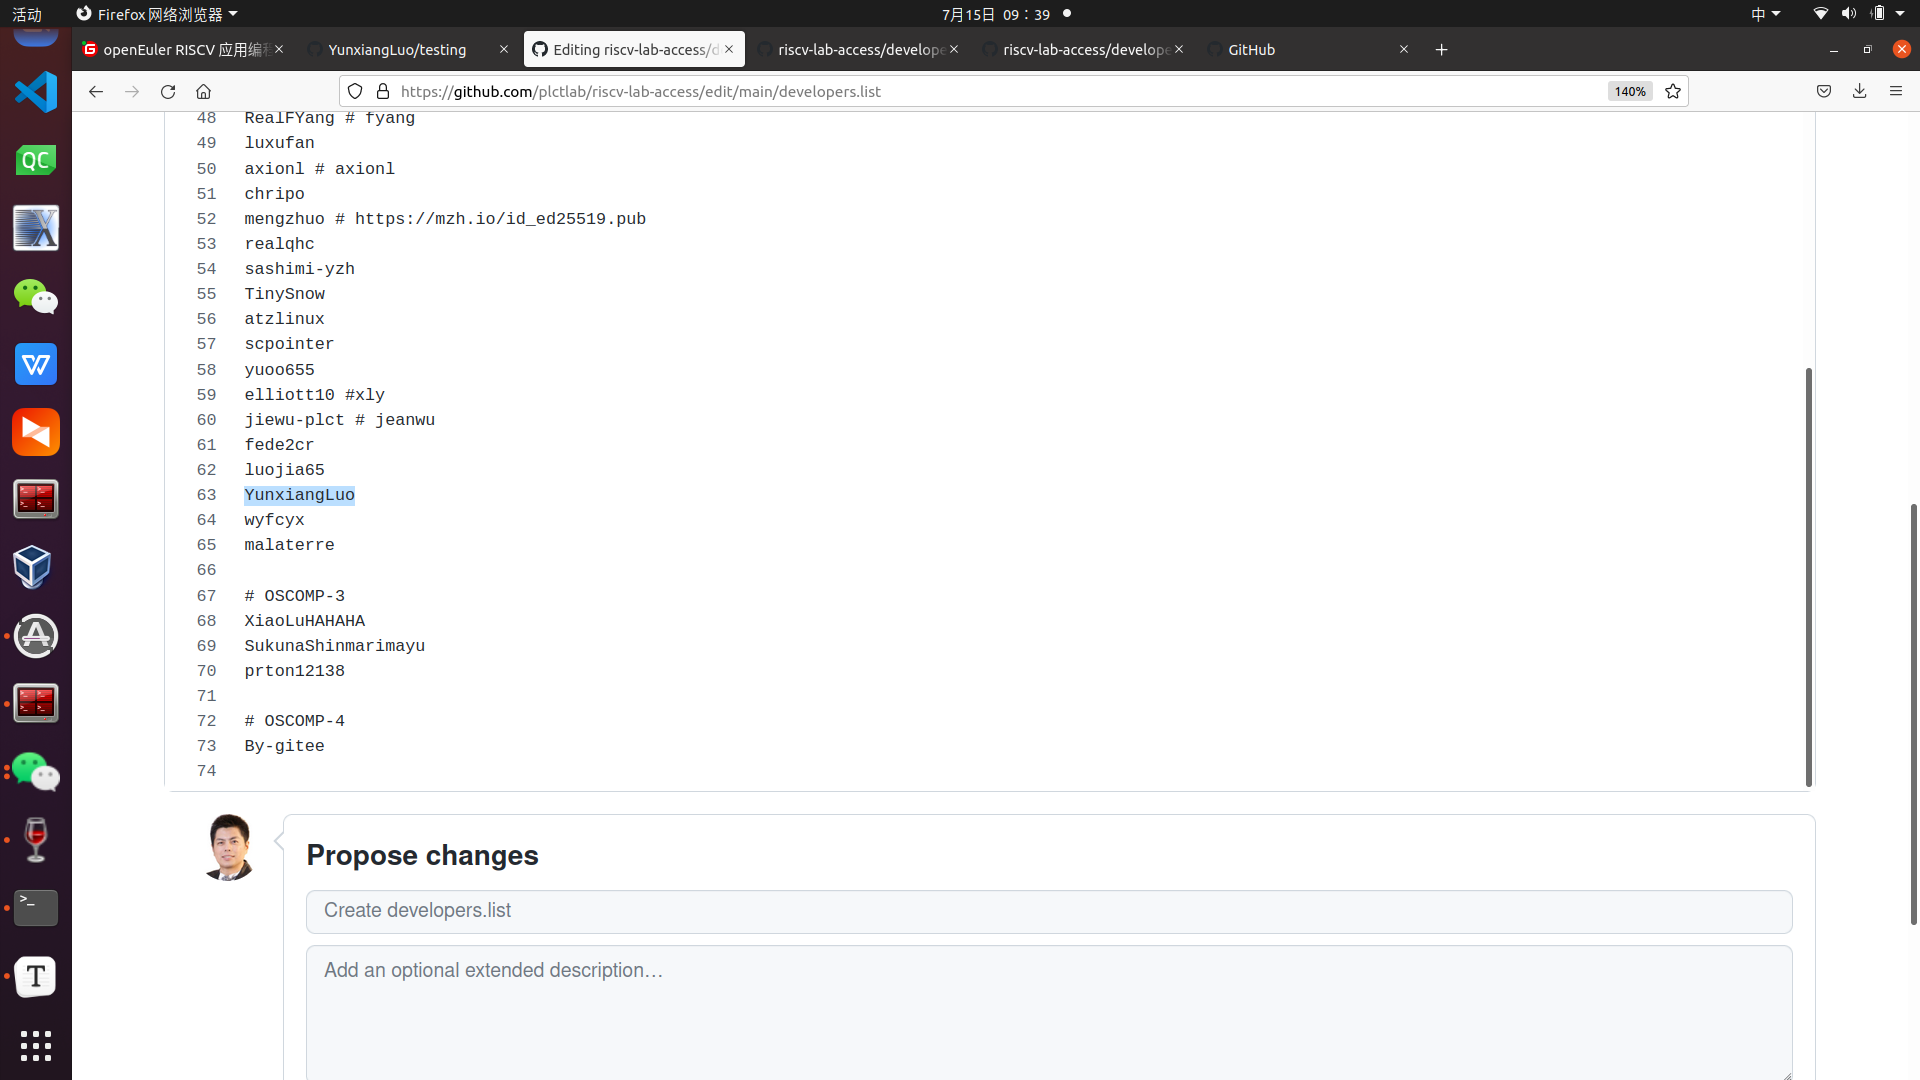 活动
Firefox 网络浏览器
7月15日 09：39
中
openEuler RISCV 应用编程
YunxiangLuo/testing
Editing riscv-lab-access/d
riscv-lab-access/develope
riscv-lab-access/develope
GitHub
https://github.com/plctlab/riscv-lab-access/edit/main/developers.list
140%
QC
48 RealFYang # fyang
49 luxufan
50 axionl # axionl
51 chripo
52 mengzhuo # https://mzh.io/id_ed25519.pub
53 realqhc
54 sashimi-yzh
55 TinySnow
56 atzlinux
57 scpointer
58 yuoo655
59 elliott10 #xly
60 jiewu-plct # jeanwu
61 fede2cr
62 luojia65
63 YunxiangLuo
64 wyfcyx
65 malaterre
66
67 # OSCOMP-3
68 XiaoLuHAHAHA
69 SukunaShinmarimayu
70 prton12138
71
72 # OSCOMP-4
73 By-gitee
74
Propose changes
Create developers.list
Add an optional extended description…
>_
T